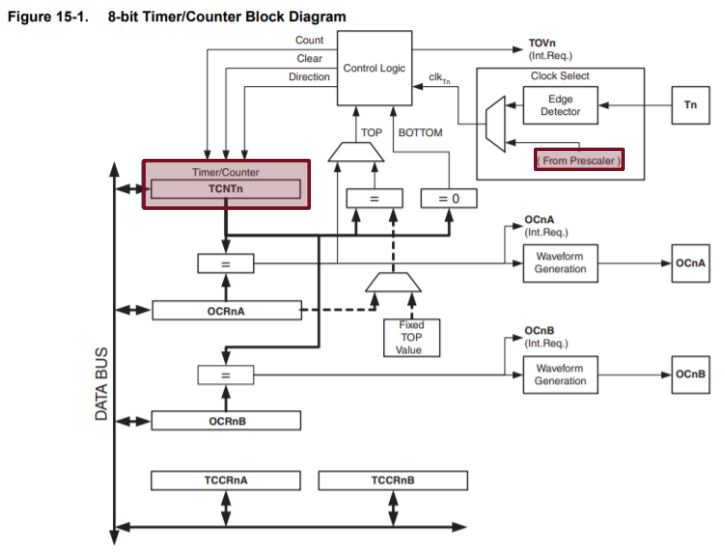 Figure 15-1. 8-bit Timer/Counter Block Diagram
Count
Clear
Direction
Control Logic
TOVn
(Int.Req.)
clkTn
Clock Select
Edge
Detector
Tn
( From Prescaler )
TOP
BOTTOM
Timer/Counter
TCNTn
=
= 0
OCnA
(Int.Req.)
=
Waveform
Generation
OCnA
OCRnA
Fixed
TOP
Value
OCnB
(Int.Req.)
=
Waveform
Generation
OCnB
OCRnB
DATA BUS
TCCRnA
TCCRnB